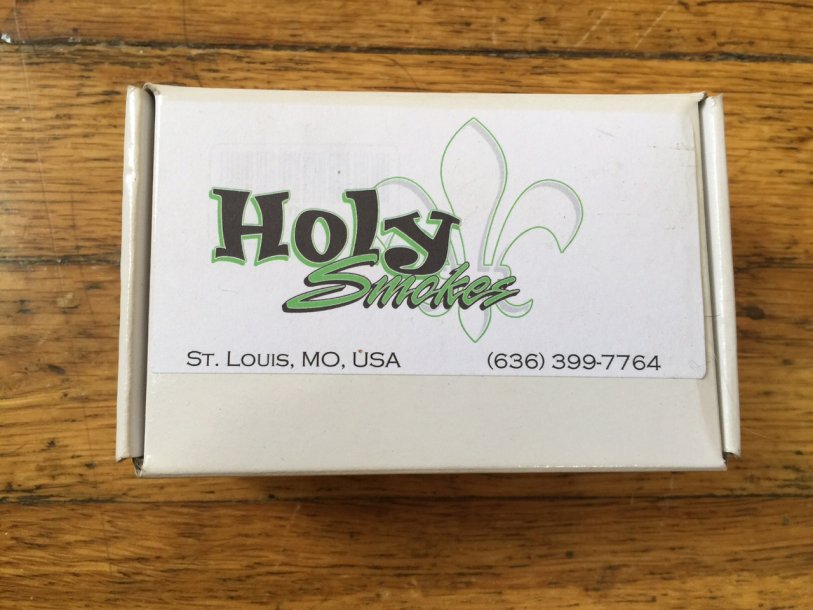 Holy
Smokes
St. Louis, MO, USA
(636) 399-7764